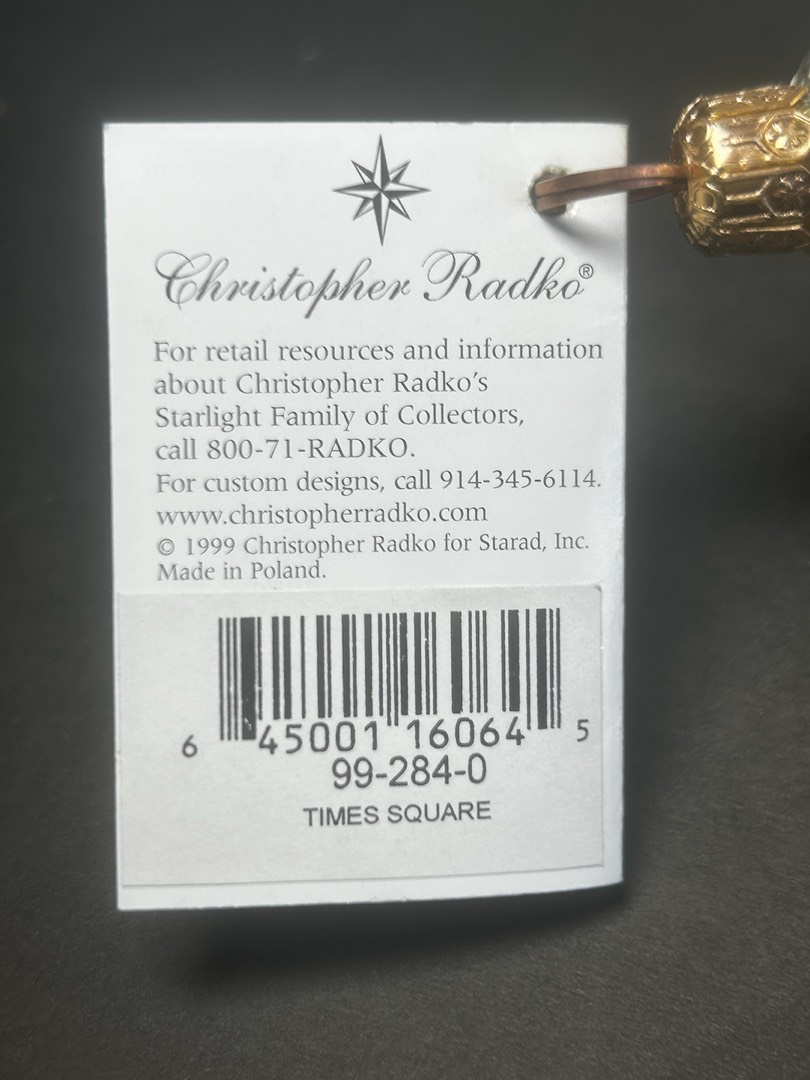 Christopher Radko®
For retail resources and information
about Christopher Radko's
Starlight Family of Collectors,
call 800-71-RADKO.
For custom designs, call 914-345-6114.
www.christopherradko.com
© 1999 Christopher Radko for Starad, Inc.
Made in Poland.
6 45001 16064 5
99-284-0
TIMES SQUARE